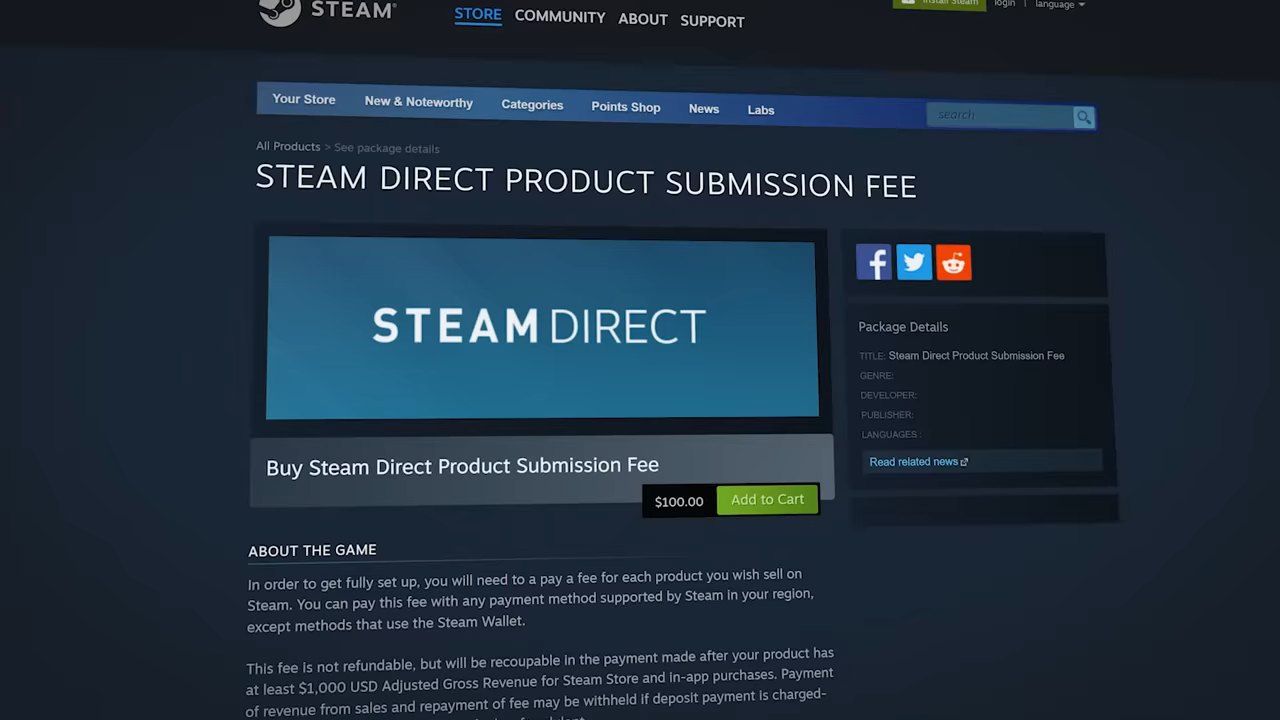 STEAM®
STORE COMMUNITY ABOUT SUPPORT
Install Steam login | language
Your Store New & Noteworthy Categories Points Shop News Labs search
All Products > See package details
STEAM DIRECT PRODUCT SUBMISSION FEE
STEAM DIRECT
Buy Steam Direct Product Submission Fee
$100.00 Add to Cart
Package Details
TITLE: Steam Direct Product Submission Fee
GENRE:
DEVELOPER:
PUBLISHER:
LANGUAGES :
Read related news
ABOUT THE GAME
In order to get fully set up, you will need to a pay a fee for each product you wish sell on
Steam. You can pay this fee with any payment method supported by Steam in your region,
except methods that use the Steam Wallet.
This fee is not refundable, but will be recoupable in the payment made after your product has
at least $1,000 USD Adjusted Gross Revenue for Steam Store and in-app purchases. Payment
of revenue from sales and repayment of fee may be withheld if deposit payment is charged-